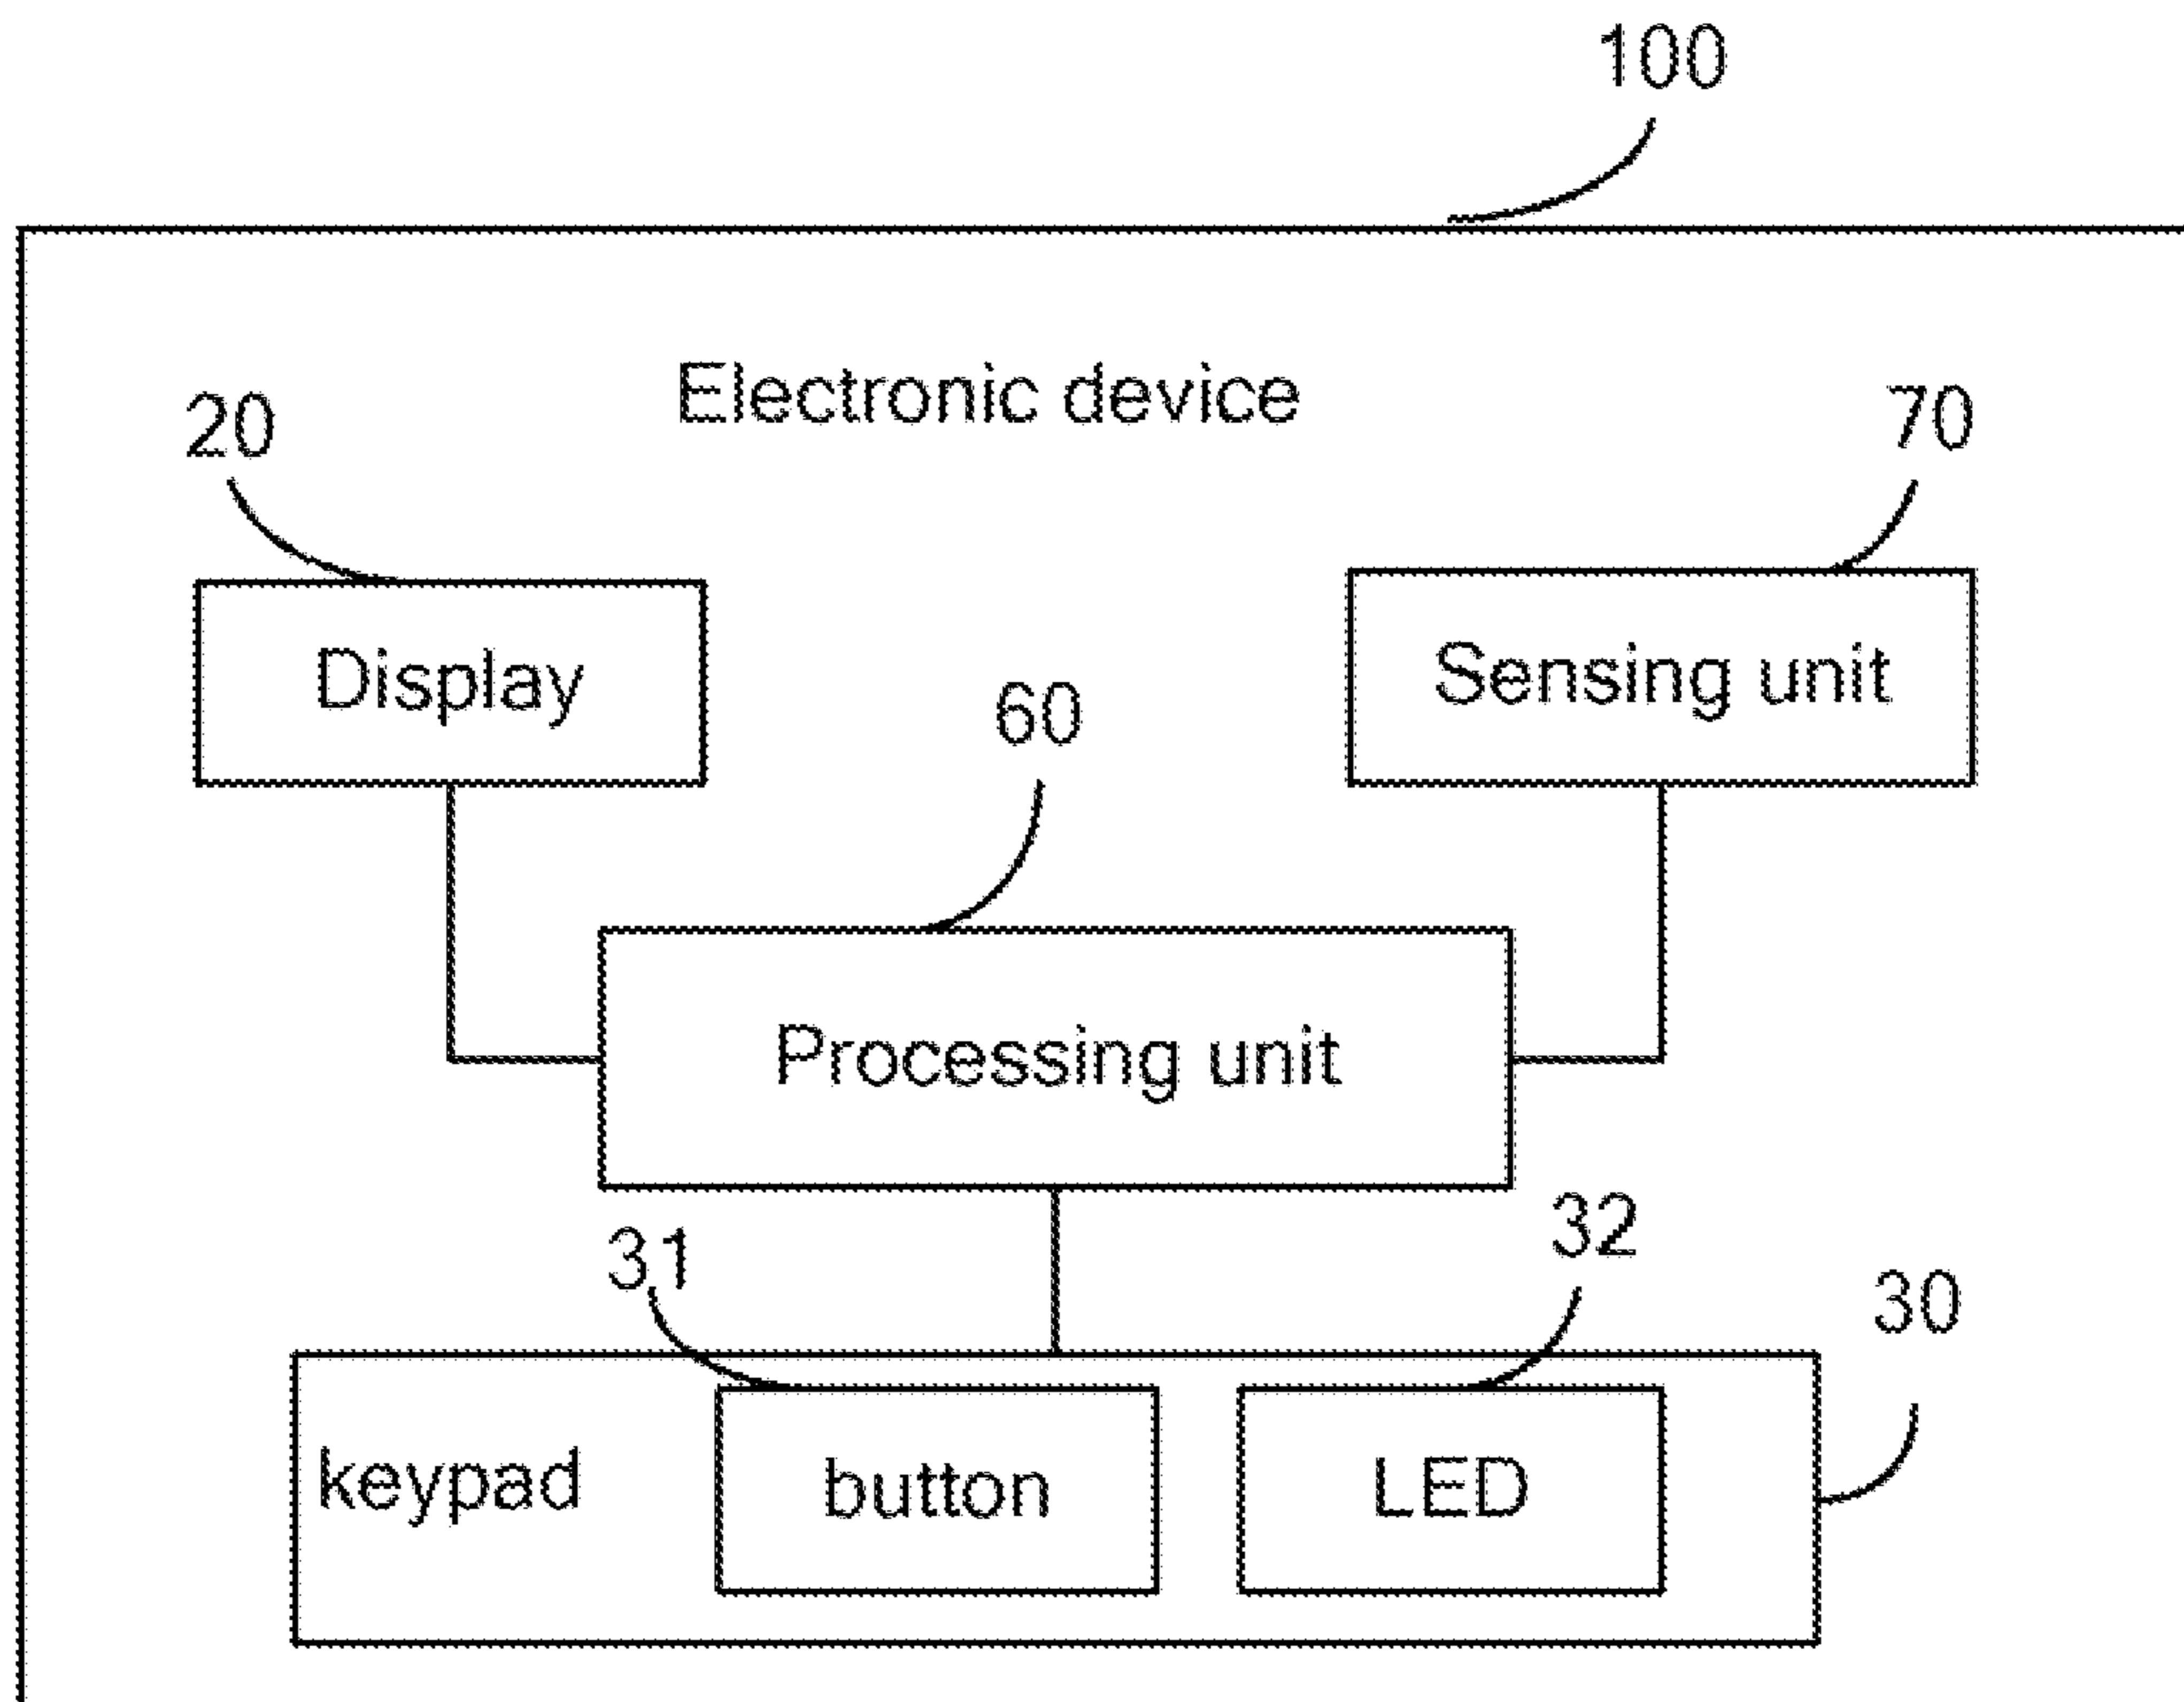 100
Electronic device
20
70
Display
Sensing unit
60
Processing unit
31
32
30
keypad
button
LED